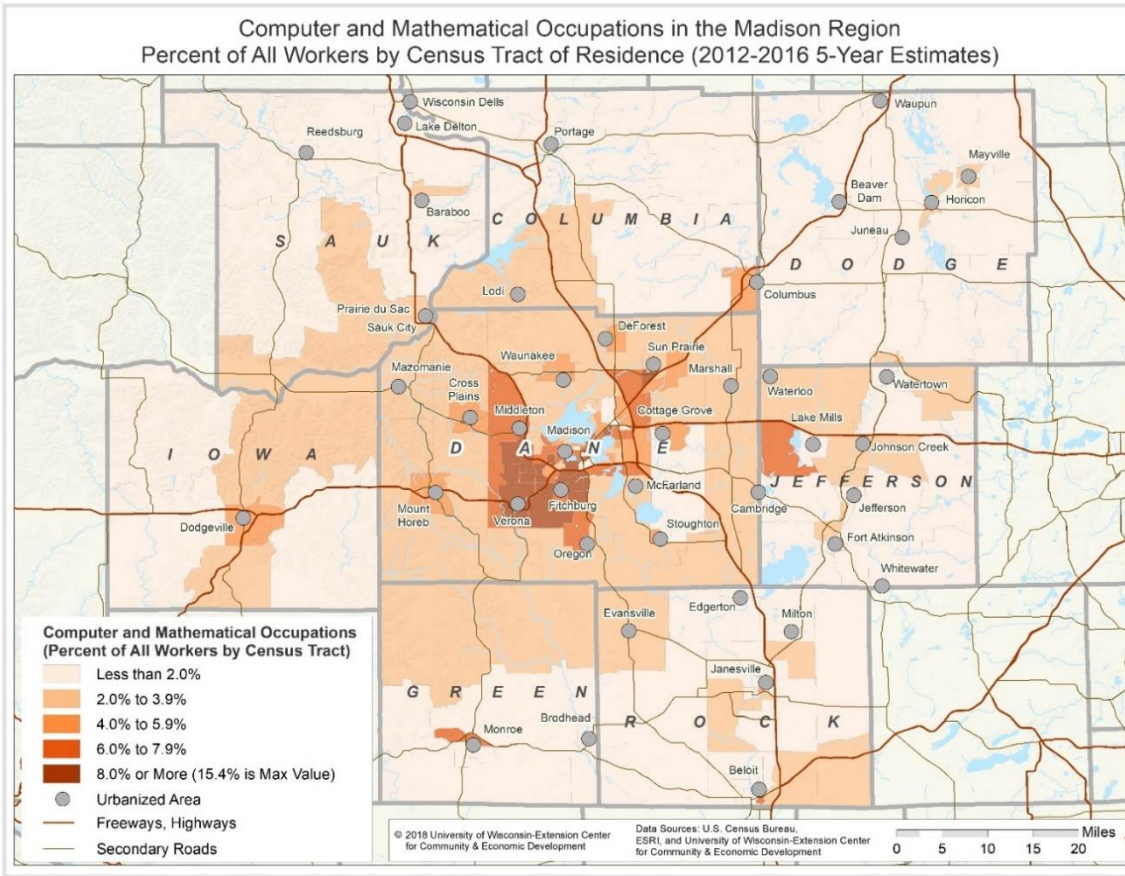 Computer and Mathematical Occupations in the Madison Region
Percent of All Workers by Census Tract of Residence (2012-2016 5-Year Estimates)
Wisconsin Dells
Lake Delton
Reedsburg
Portage
Waupun
Mayville
Beaver
Dam
Horicon
Baraboo
Juneau
COLUMBIA
SAUK
DODGE
Lodi
Columbus
Prairie du Sac
Sauk City
DeForest
Sun Prairie
Waunakee
Marshall
Mazomanie
Cross
Plains
Middleton
Waterloo
Watertown
Cottage Grove
Lake Mills
Madison
DANE
IOWA
Johnson Creek
JEFFERSON
McFarland
Mount
Horeb
Verona
Fitchburg
Cambridge
Jefferson
Dodgeville
Stoughton
Oregon
Fort Atkinson
Whitewater
Evansville
Edgerton
Milton
Janesville
GREEN
ROCK
Monroe
Brodhead
Beloit
Computer and Mathematical Occupations
(Percent of All Workers by Census Tract)
Less than 2.0%
2.0% to 3.9%
4.0% to 5.9%
6.0% to 7.9%
8.0% or More (15.4% is Max Value)
Urbanized Area
Freeways, Highways
Secondary Roads
© 2018 University of Wisconsin-Extension Center
for Community & Economic Development
Data Sources: U.S. Census Bureau,
ESRI, and University of Wisconsin-Extension Center
for Community & Economic Development
Miles
0 5 10 15 20